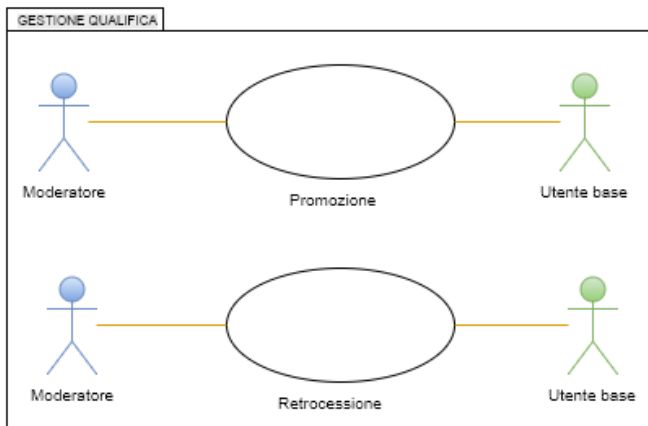 GESTIONE QUALIFICA
Moderatore
Promozione
Utente base
Moderatore
Retrocessione
Utente base